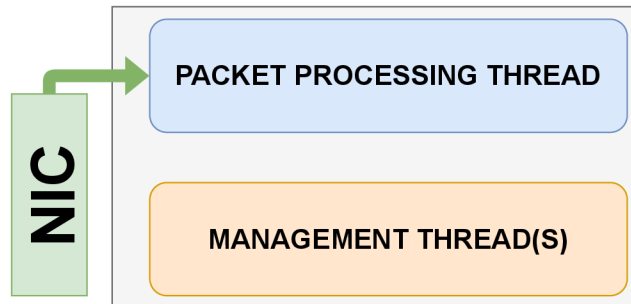 PACKET PROCESSING THREAD
NIC
MANAGEMENT THREAD(S)